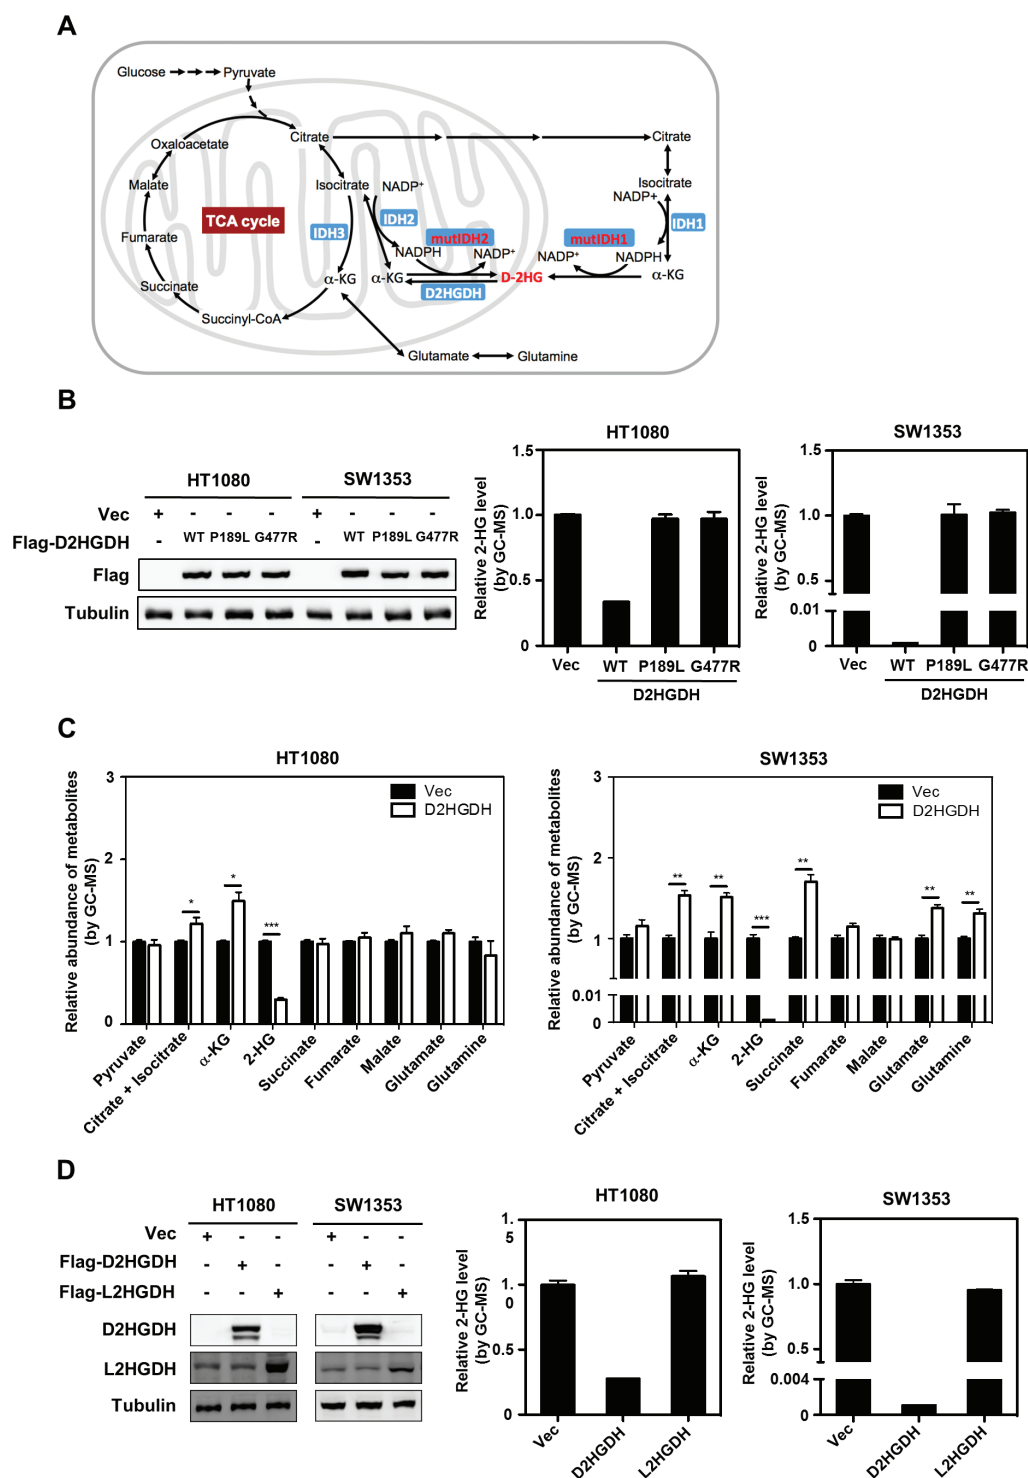 A
Glucose
Pyruvate
Oxaloacetate
Citrate
Citrate
Malate
Isocitrate
NADP+
Isocitrate
NADP+
TCA cycle
IDH3
IDH2
IDH1
Fumarate
mutIDH2
mutIDH1
NADPH
NADP+
NADP+
NADPH
α-KG
α-KG
D-2HG
α-KG
Succinate
D2HGDH
Succinyl-CoA
Glutamate
Glutamine
B
HT1080
SW1353
Vec
+ - - - + - - -
Flag-D2HGDH
- WT P189L G477R - WT P189L G477R
Flag
Tubulin
HT1080
Relative 2-HG level
(by GC-MS)
1.5
1.0
0.5
0
Vec WT P189L G477R
D2HGDH
SW1353
Relative 2-HG level
(by GC-MS)
1.5
1.0
0.5
0.01
0
Vec WT P189L G477R
D2HGDH
C
HT1080
Relative abundance of metabolites
(by GC-MS)
3
2
1
0
Vec
D2HGDH
* * ***
Pyruvate
Citrate + Isocitrate
α-KG
2-HG
Succinate
Fumarate
Malate
Glutamate
Glutamine
SW1353
Relative abundance of metabolites
(by GC-MS)
3
2
1
0.01
0
Vec
D2HGDH
** ** *** ** ** **
Pyruvate
Citrate + Isocitrate
α-KG
2-HG
Succinate
Fumarate
Malate
Glutamate
Glutamine
D
HT1080
SW1353
Vec
+ - - + - -
Flag-D2HGDH
- + - - + -
Flag-L2HGDH
- - + - - +
D2HGDH
L2HGDH
Tubulin
HT1080
Relative 2-HG level
(by GC-MS)
1.
5
1.
0
0.5
0
Vec
D2HGDH
L2HGDH
SW1353
Relative 2-HG level
(by GC-MS)
1.5
1.0
0.5
0.004
0
Vec
D2HGDH
L2HGDH